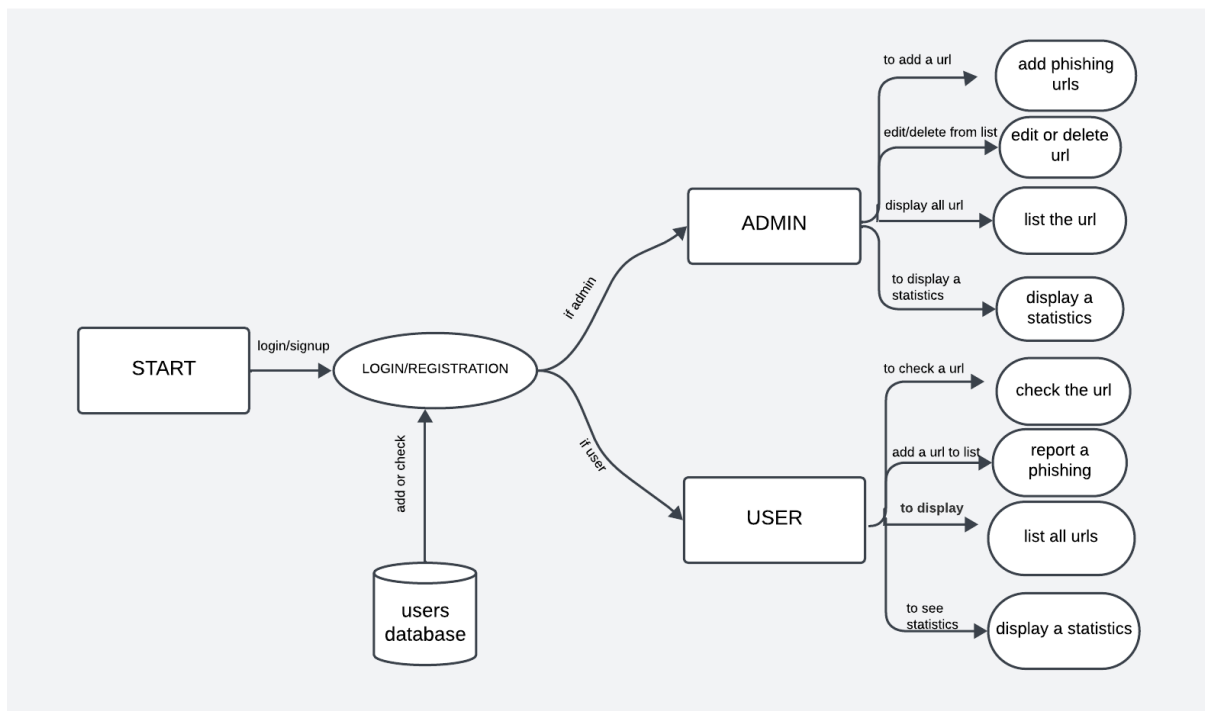 to add a url
add phishing
urls
edit/delete from list
edit or delete
url
ADMIN
display all url
list the url
to display a
statistics
display a
statistics
if admin
START
login/signup
LOGIN/REGISTRATION
add or check
users
database
if user
USER
to check a url
check the url
add a url to list
report a
phishing
to display
list all urls
to see
statistics
display a statistics